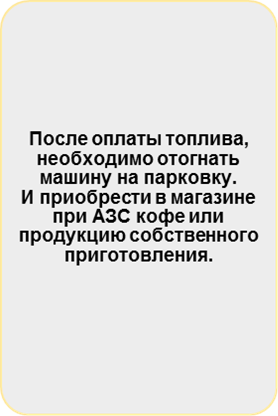 После оплаты топлива,
необходимо отогнать
машину на парковку.
И приобрести в магазине
при АЗС кофе или
продукцию собственного
приготовления.